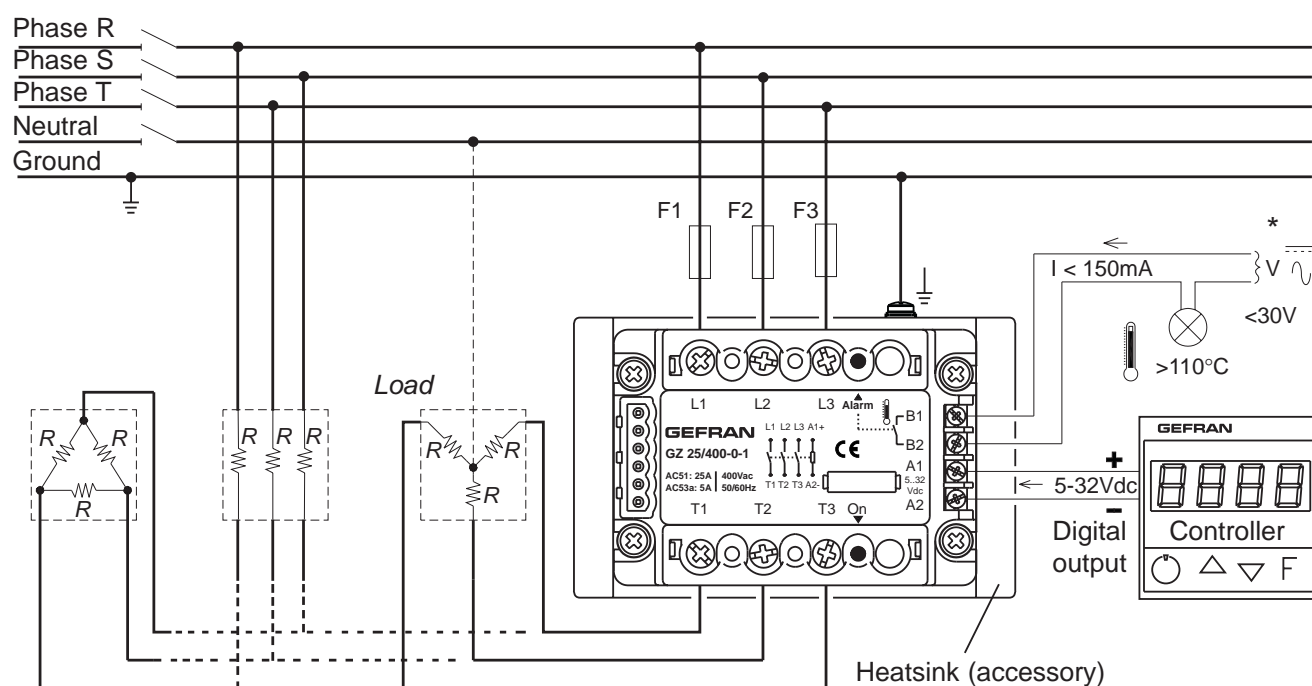 Phase R
Phase S
Phase T
Neutral
Ground
F1 F2 F3
*
I < 150mA
V
<30V
>110°C
Load
R R R
R R R
R R R
L1 L2 L3 Alarm
B1
B2
GEFRAN
GZ 25/400-0-1
AC51: 25A | 400Vac
AC53a: 5A | 50/60Hz
L1 L2 L3 A1+
T1 T2 T3 A2-
CE
A1
5..32
Vdc
A2
T1 T2 T3 On
+
5-32Vdc
-
Digital
output
GEFRAN
8888
Controller
F
Heatsink (accessory)